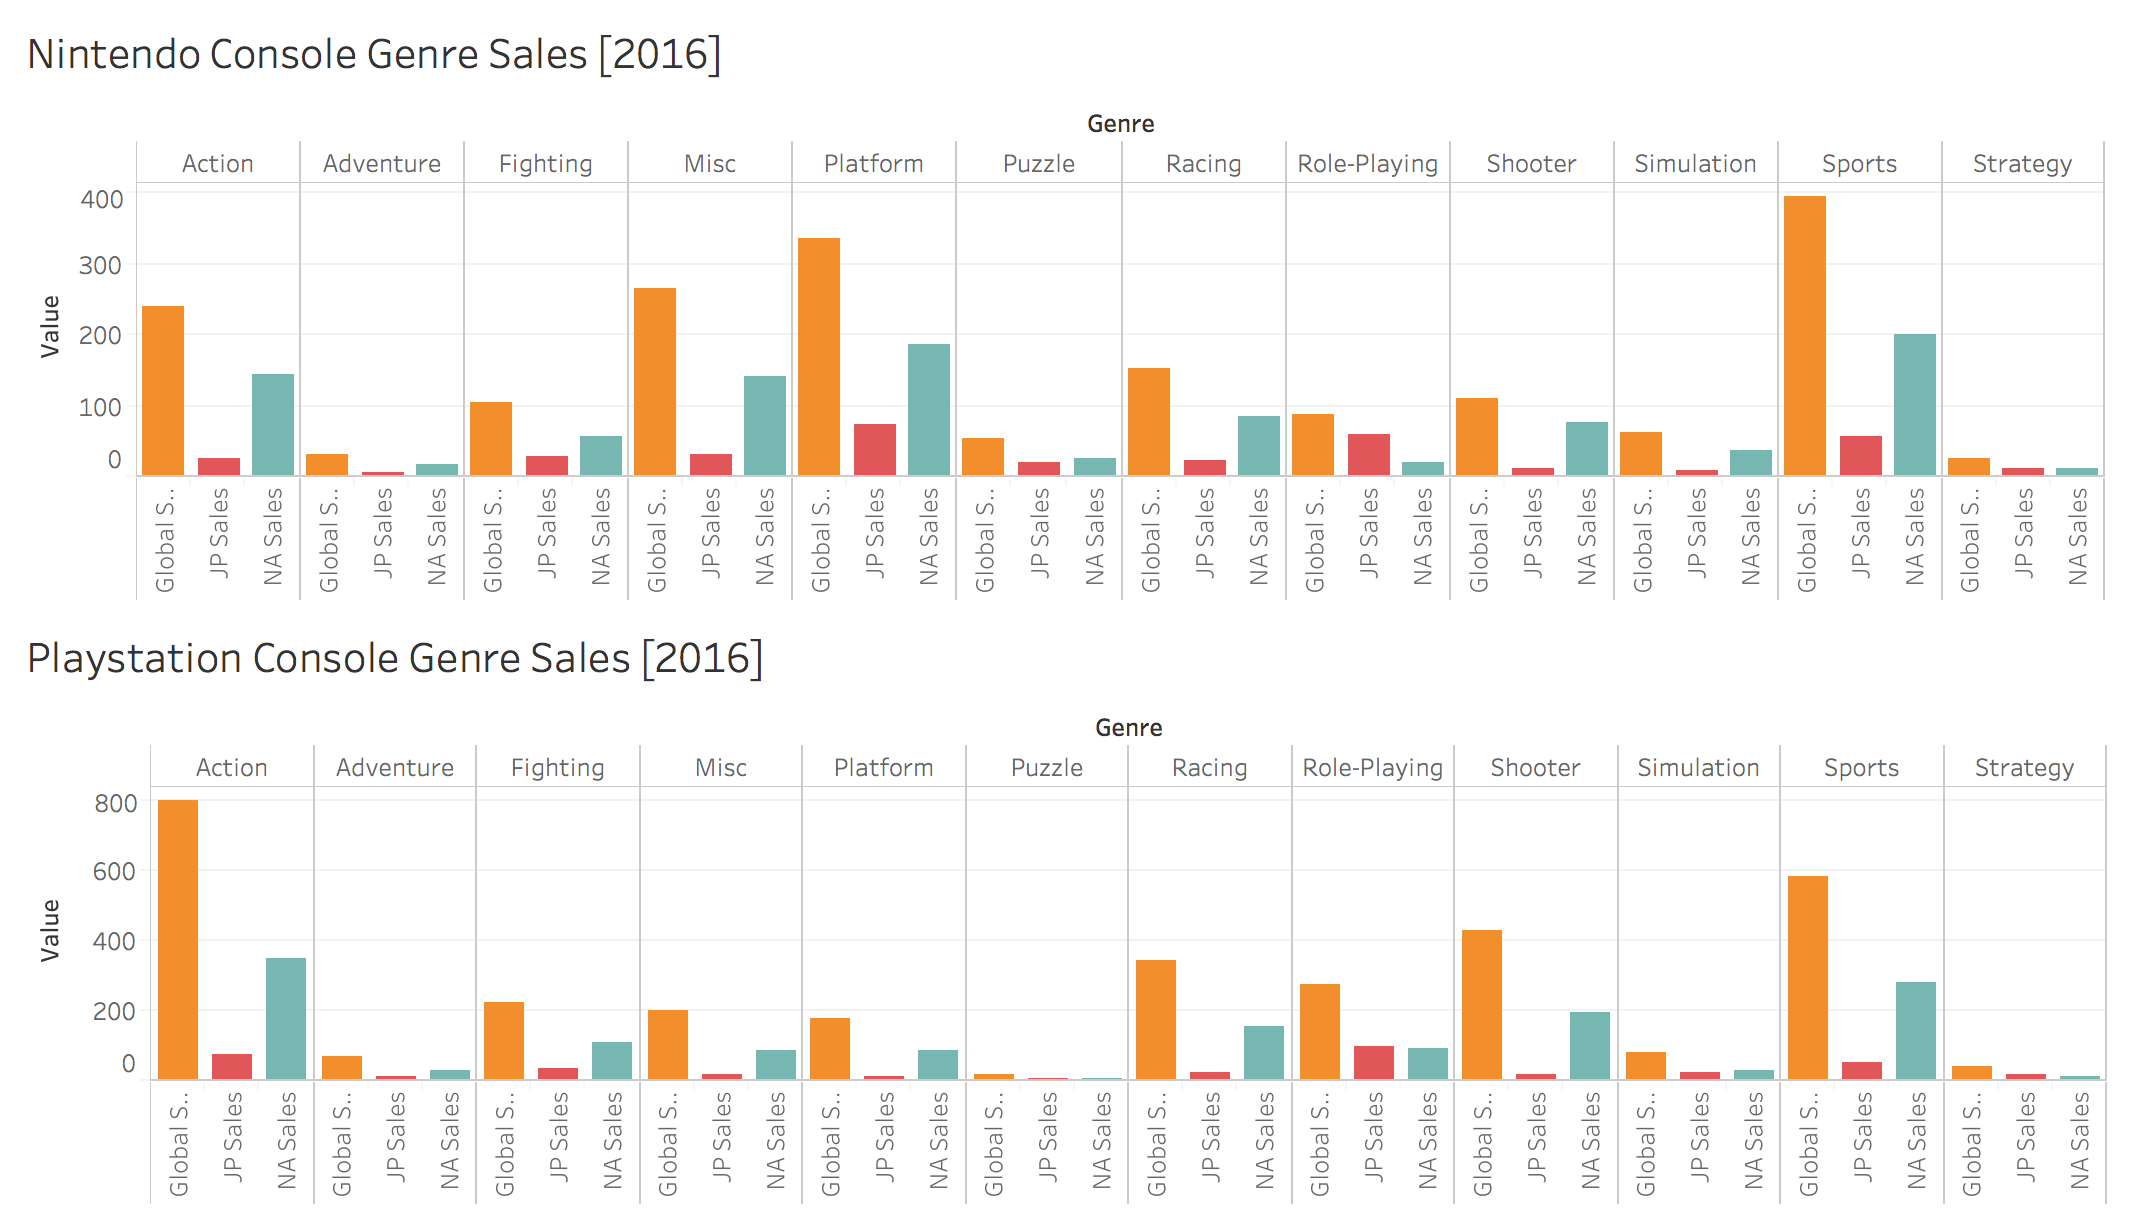 Nintendo Console Genre Sales [2016]
Genre
Action Adventure Fighting Misc Platform Puzzle Racing Role-Playing Shooter Simulation Sports Strategy
400
300
200
100
0
Value
Global S.. JP Sales NA Sales Global S.. JP Sales NA Sales Global S.. JP Sales NA Sales Global S.. JP Sales NA Sales Global S.. JP Sales NA Sales Global S.. JP Sales NA Sales Global S.. JP Sales NA Sales Global S.. JP Sales NA Sales Global S.. JP Sales NA Sales Global S.. JP Sales NA Sales Global S.. JP Sales NA Sales Global S.. JP Sales NA Sales
Playstation Console Genre Sales [2016]
Genre
Action Adventure Fighting Misc Platform Puzzle Racing Role-Playing Shooter Simulation Sports Strategy
800
600
400
200
0
Value
Global S.. JP Sales NA Sales Global S.. JP Sales NA Sales Global S.. JP Sales NA Sales Global S.. JP Sales NA Sales Global S.. JP Sales NA Sales Global S.. JP Sales NA Sales Global S.. JP Sales NA Sales Global S.. JP Sales NA Sales Global S.. JP Sales NA Sales Global S.. JP Sales NA Sales Global S.. JP Sales NA Sales Global S.. JP Sales NA Sales